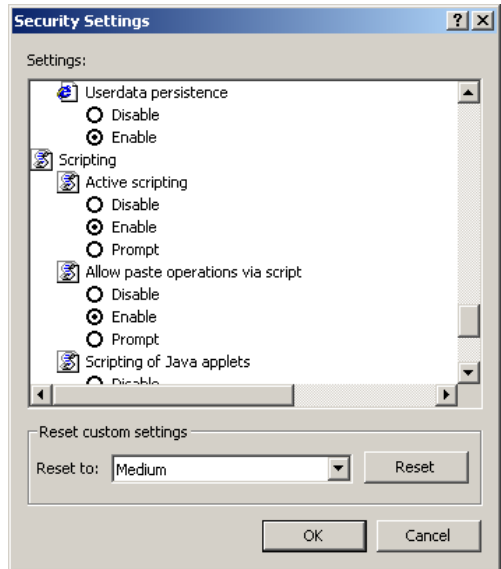 Security Settings
Settings:
Userdata persistence
Disable
Enable
Scripting
Active scripting
Disable
Enable
Prompt
Allow paste operations via script
Disable
Enable
Prompt
Scripting of Java applets
Disable
Reset custom settings
Reset to: Medium Reset
OK Cancel